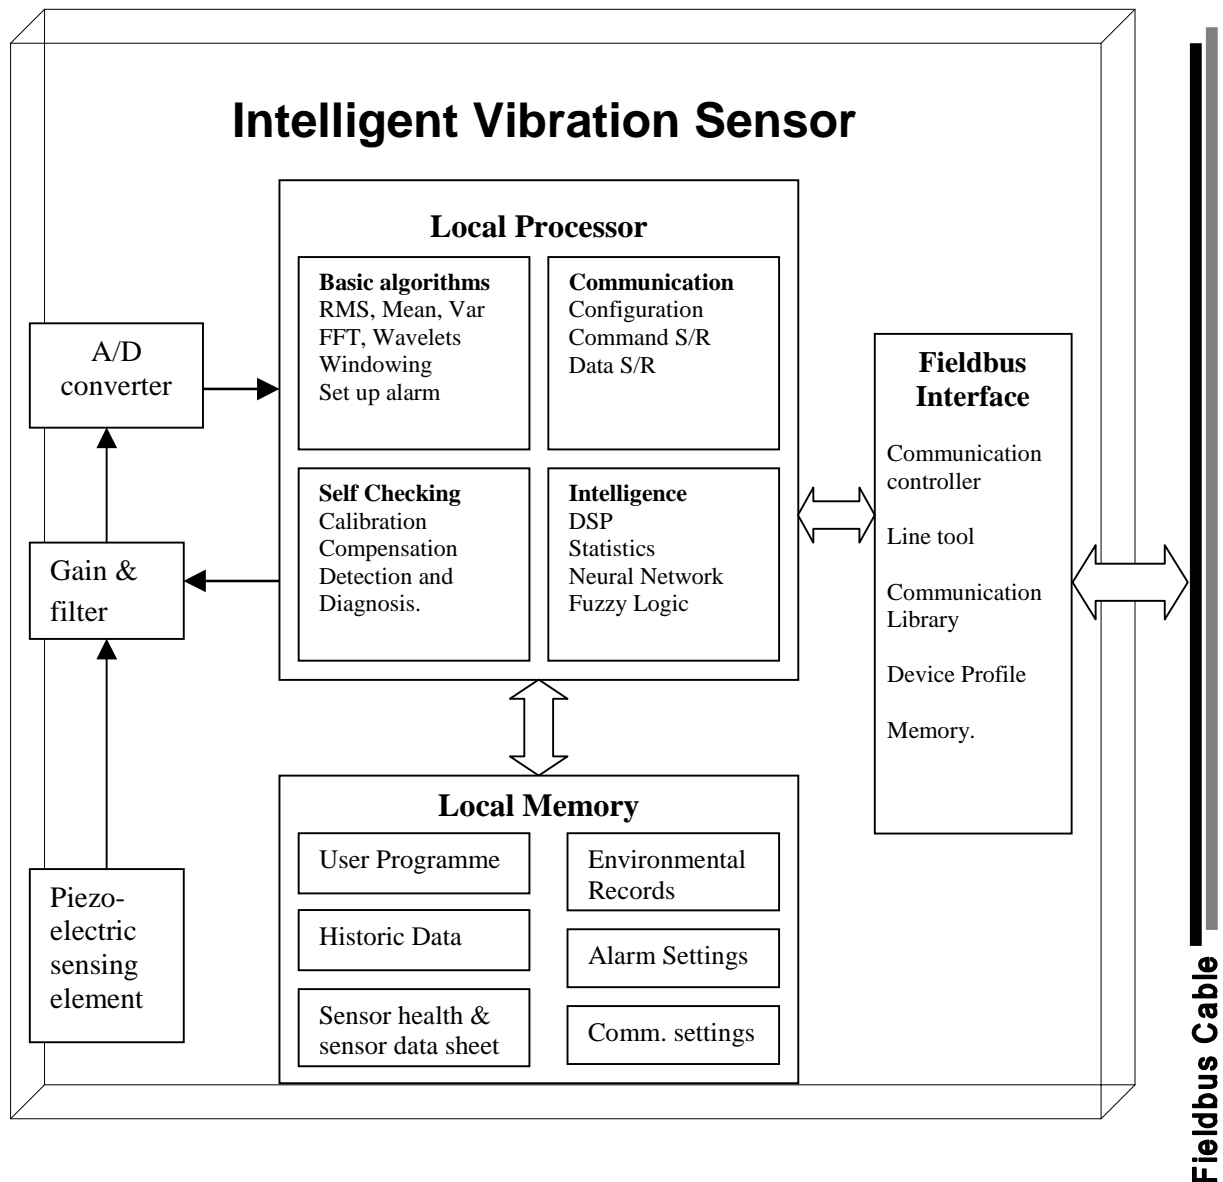 Intelligent Vibration Sensor
Local Processor
Basic algorithms
RMS, Mean, Var
FFT, Wavelets
Windowing
Set up alarm
Communication
Configuration
Command S/R
Data S/R
Self Checking
Calibration
Compensation
Detection and
Diagnosis.
Intelligence
DSP
Statistics
Neural Network
Fuzzy Logic
A/D
converter
Gain &
filter
Piezo-
electric
sensing
element
Local Memory
User Programme
Historic Data
Sensor health &
sensor data sheet
Environmental
Records
Alarm Settings
Comm. settings
Fieldbus
Interface
Communication
controller
Line tool
Communication
Library
Device Profile
Memory.
Fieldbus Cable